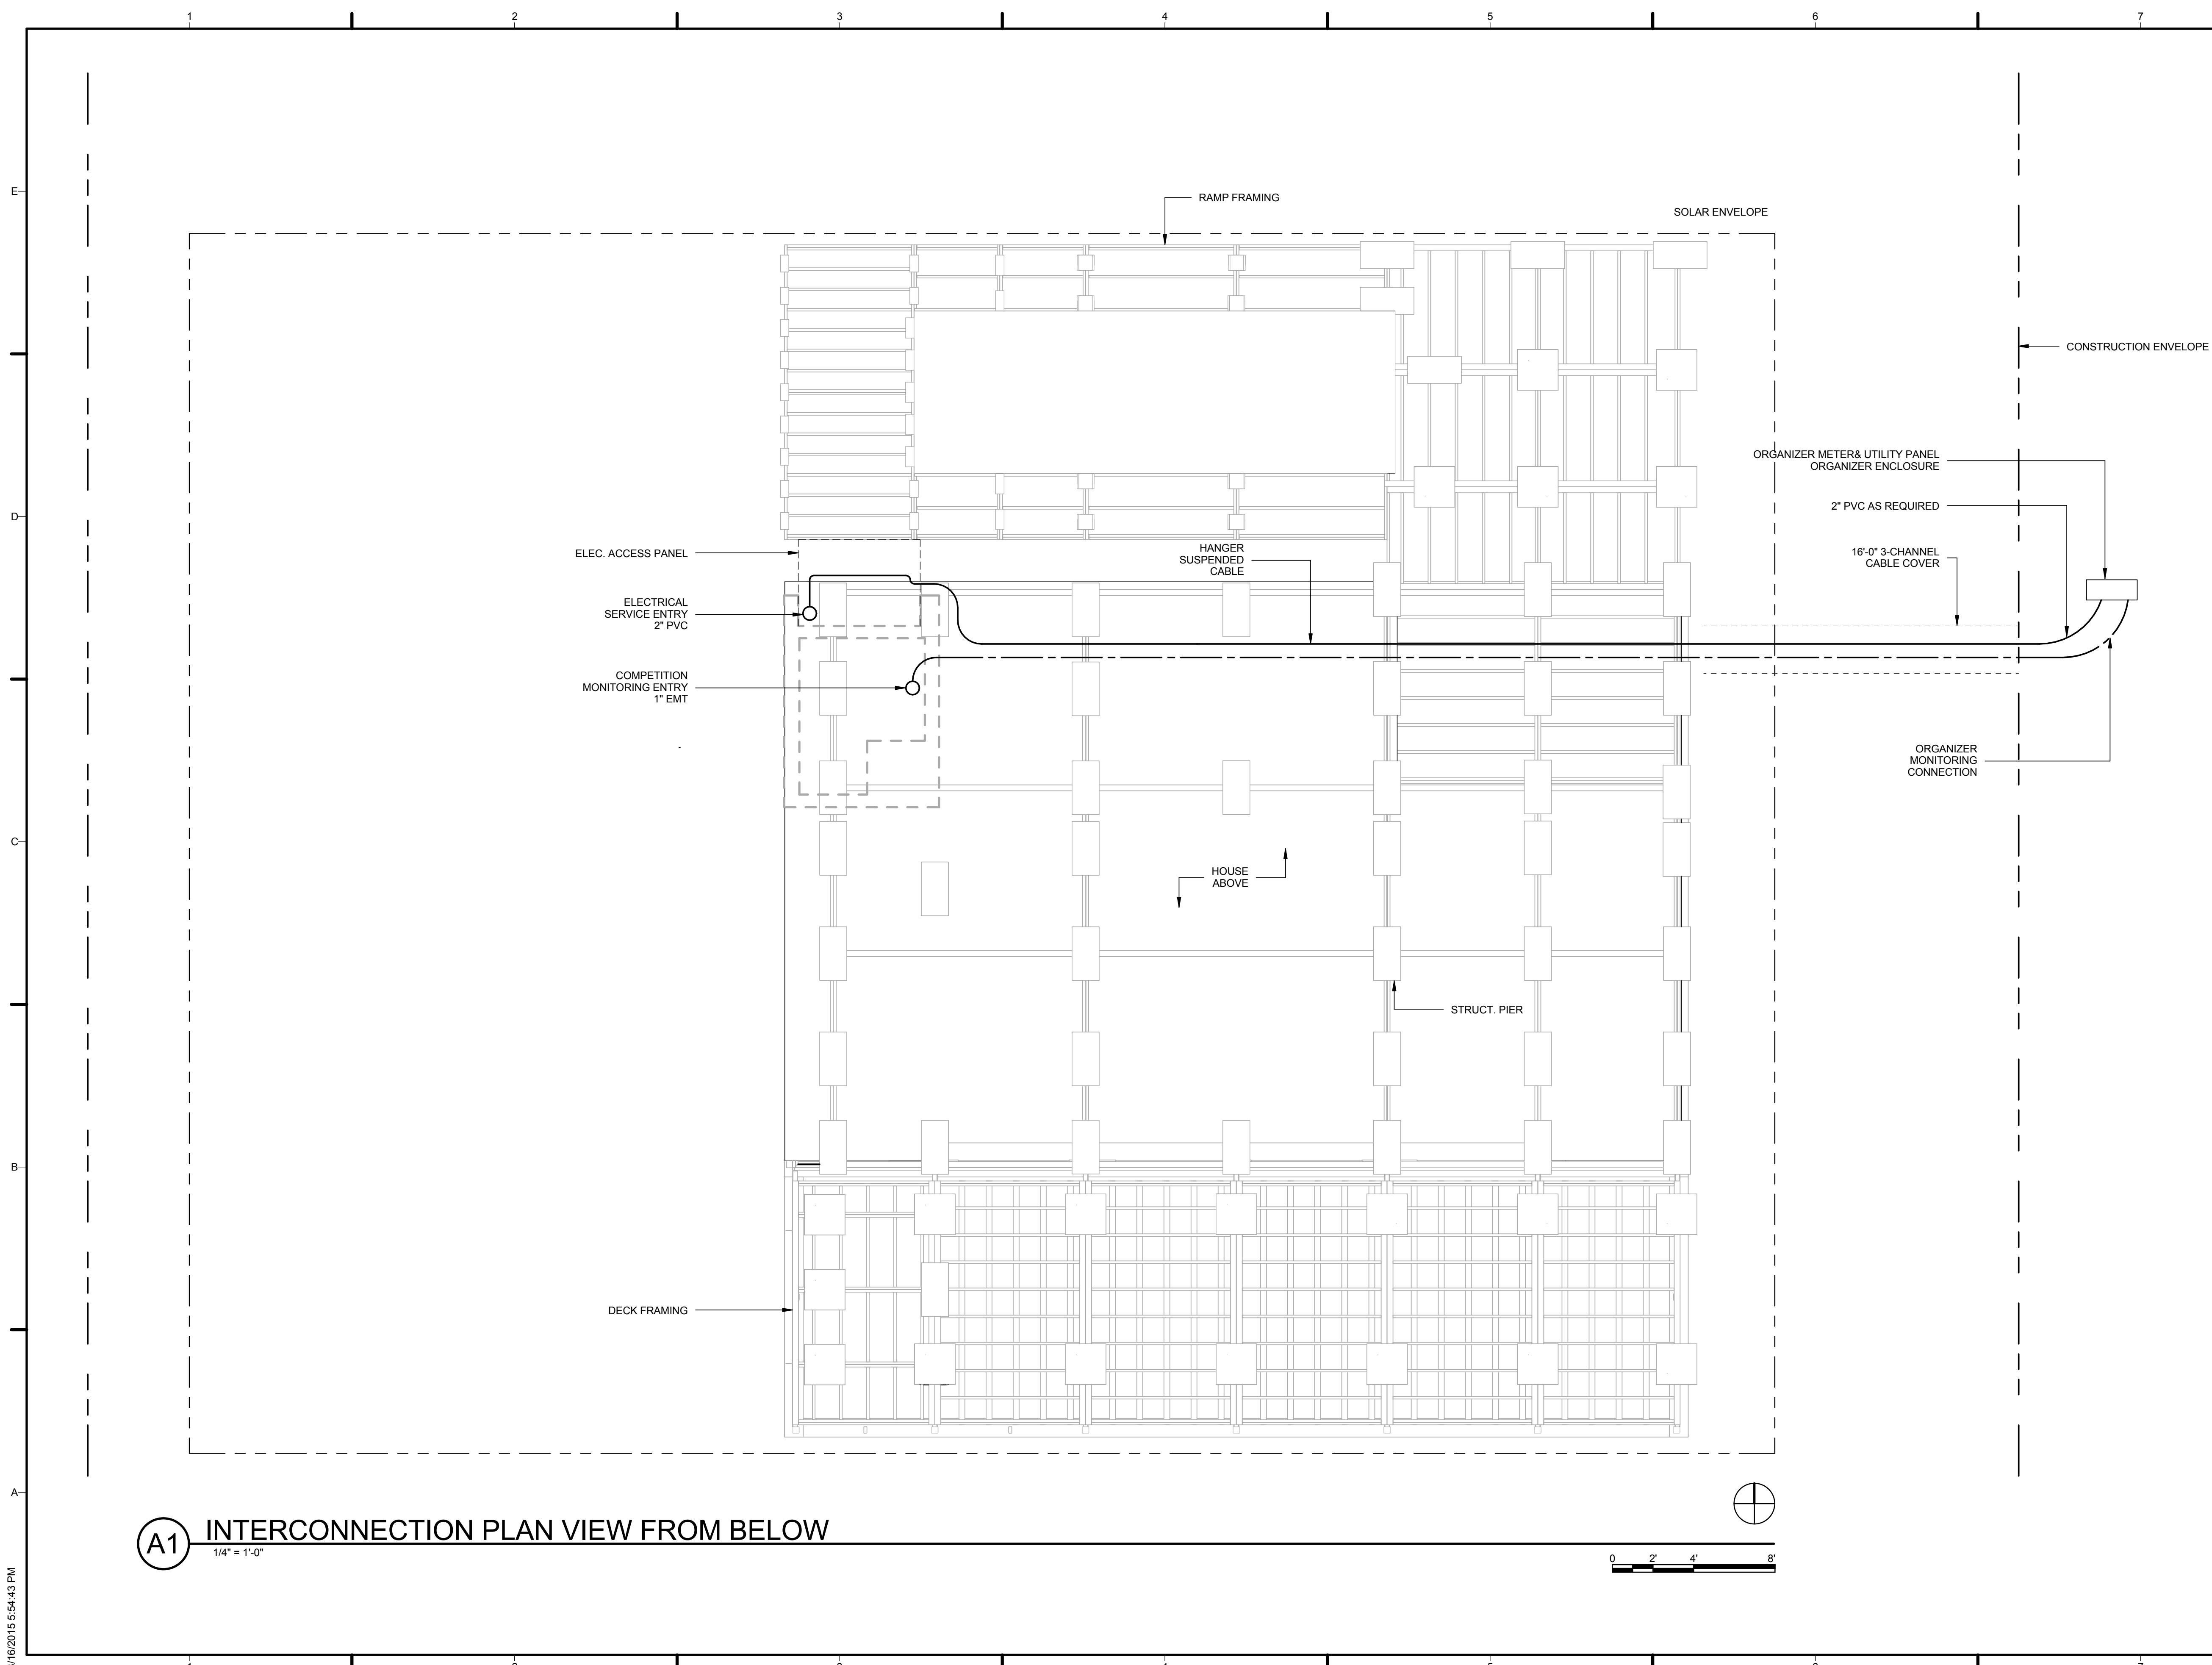 1 2 3 4 5 6 7
E
D
C
B
A
RAMP FRAMING
SOLAR ENVELOPE
CONSTRUCTION ENVELOPE
ORGANIZER METER& UTILITY PANEL
ORGANIZER ENCLOSURE
2" PVC AS REQUIRED
16'-0" 3-CHANNEL
CABLE COVER
ELEC. ACCESS PANEL
HANGER
SUSPENDED
CABLE
ELECTRICAL
SERVICE ENTRY
2" PVC
COMPETITION
MONITORING ENTRY
1" EMT
ORGANIZER
MONITORING
CONNECTION
HOUSE
ABOVE
STRUCT. PIER
DECK FRAMING
A1
INTERCONNECTION PLAN VIEW FROM BELOW
1/4" = 1'-0"
0 2' 4' 8'
/16/2015 5:54:43 PM